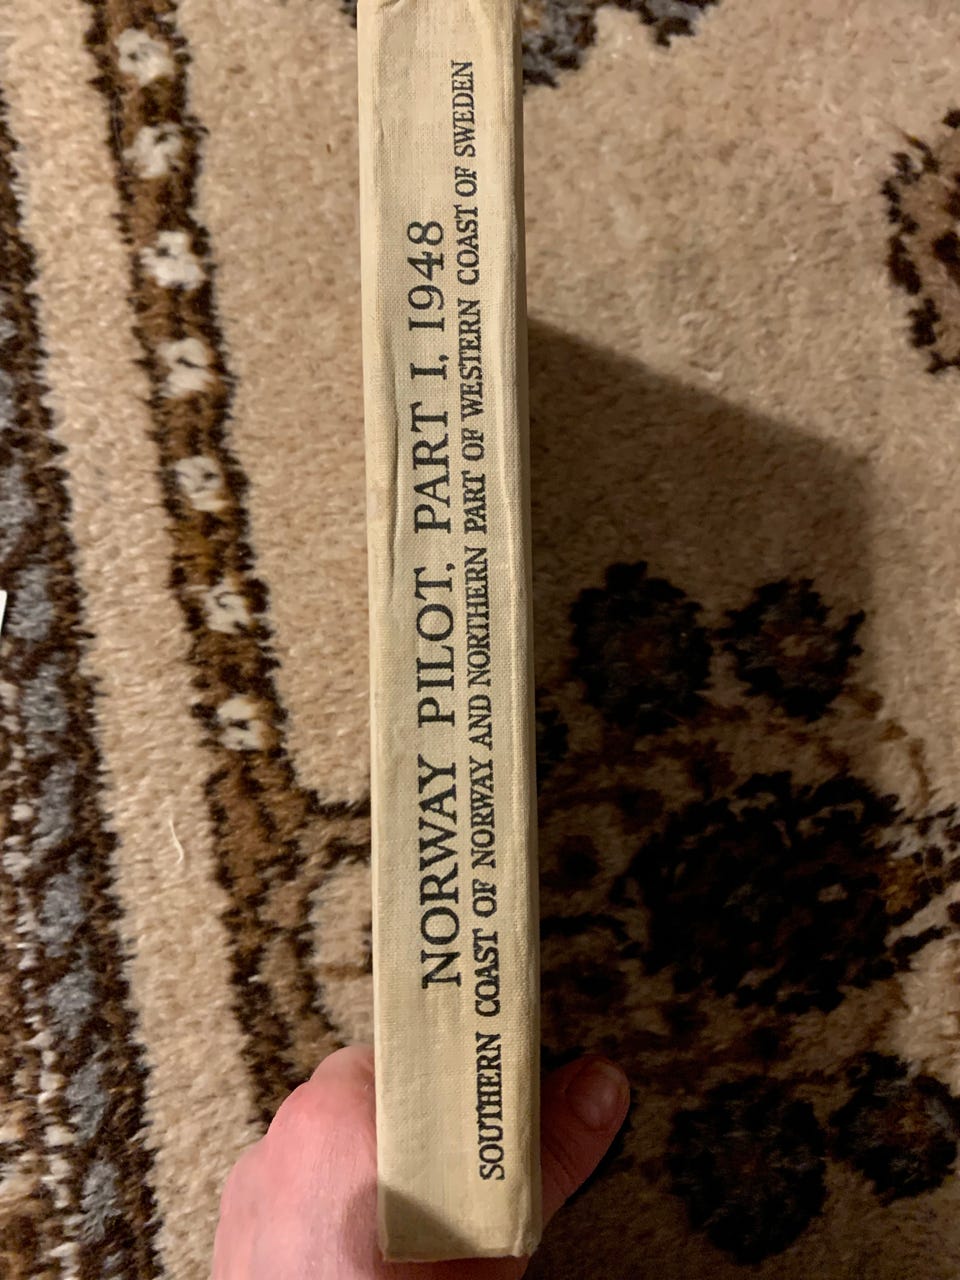 NORWAY PILOT, PART I, 1948
SOUTHERN COAST OF NORWAY AND NORTHERN PART OF WESTERN COAST OF SWEDEN